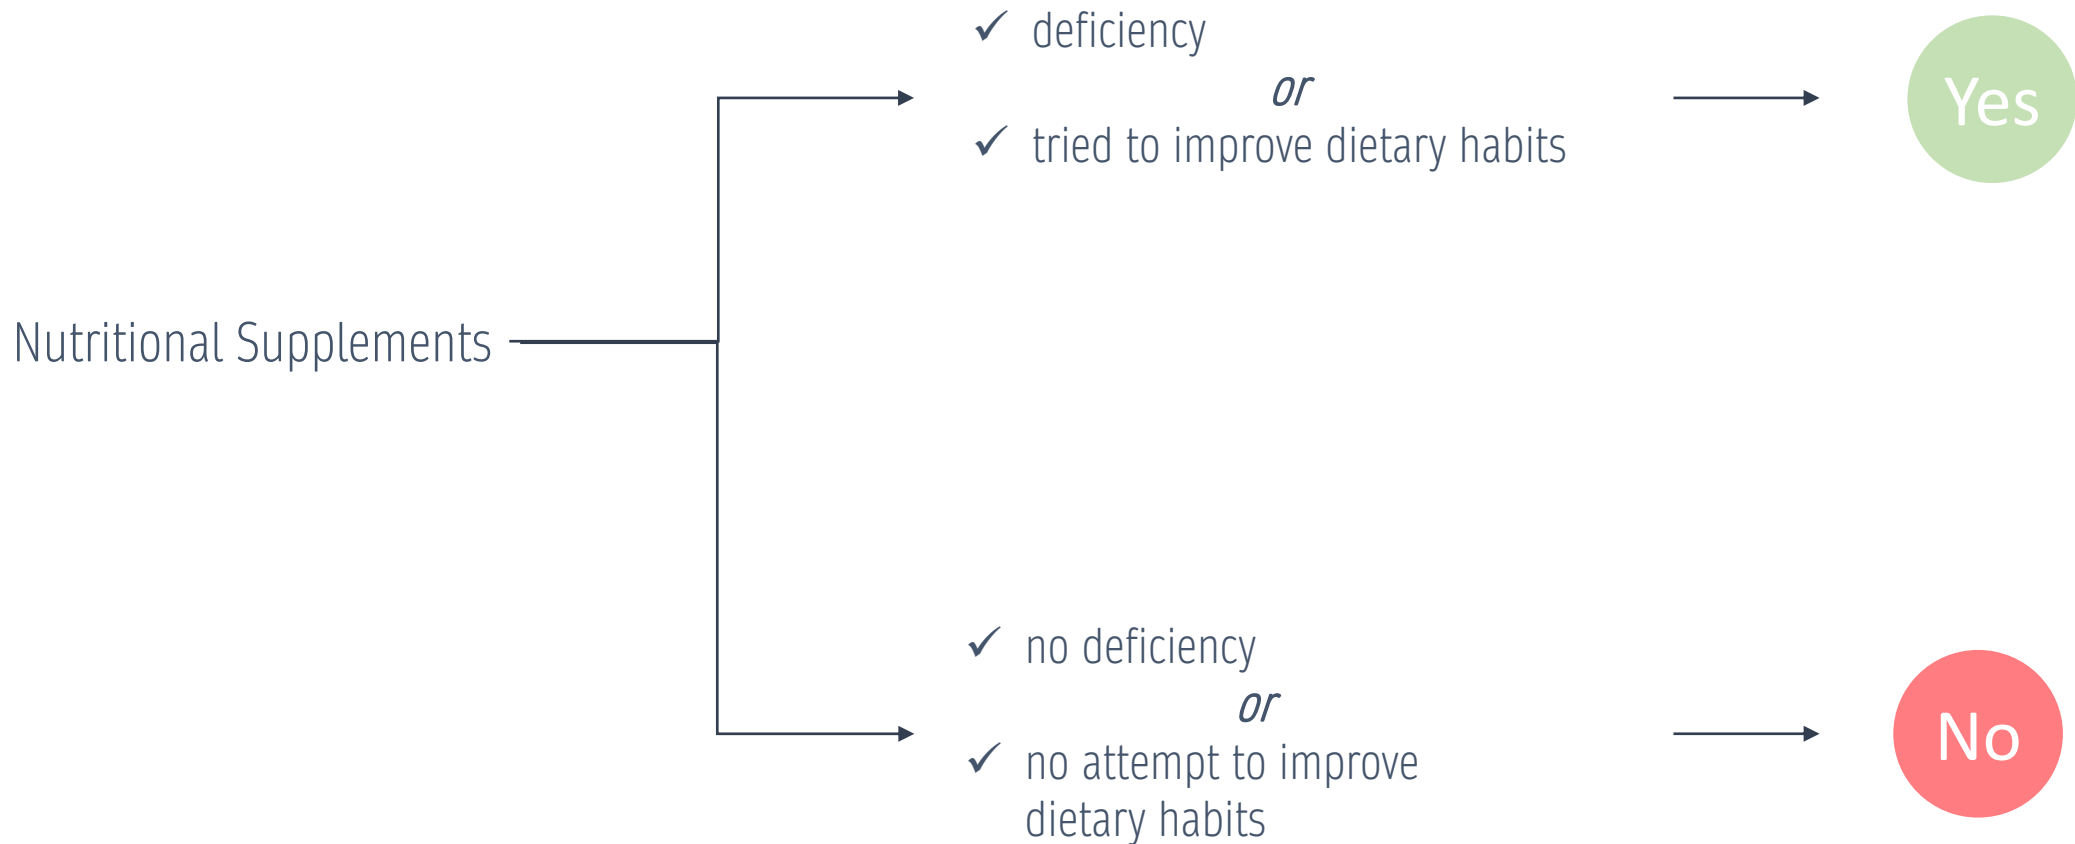 ✓ deficiency
or
✓ tried to improve dietary habits
Yes
Nutritional Supplements
✓ no deficiency
or
✓ no attempt to improve
dietary habits
No